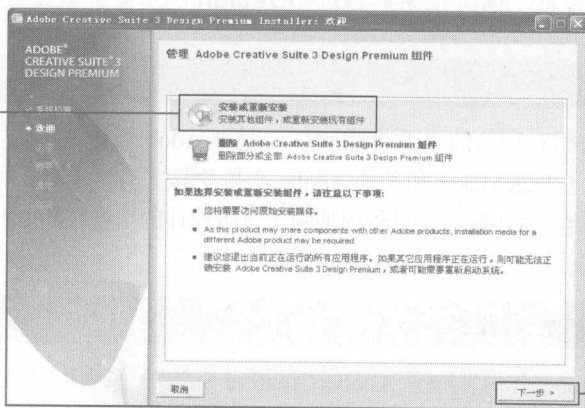 Adobe Creative Suite 3 Design Premium Installer: 欢迎
ADOBE®
CREATIVE SUITE® 3
DESIGN PREMIUM
管理 Adobe Creative Suite 3 Design Premium 组件
系统检查
欢迎
安装或重新安装
安装其他组件，或重新安装现有组件
删除 Adobe Creative Suite 3 Design Premium 组件
删除部分或全部 Adobe Creative Suite 3 Design Premium 组件
如果选择安装或重新安装组件，请注意以下事项:
■ 您将需要访问原始安装媒体。
■ As this product may share components with other Adobe products, installation media for a
different Adobe product may be required
■ 建议您退出当前正在运行的所有应用程序。如果其它应用程序正在运行，则可能无法正
确安装 Adobe Creative Suite 3 Design Premium，或者可能需要重新启动系统。
取消
下一步 »